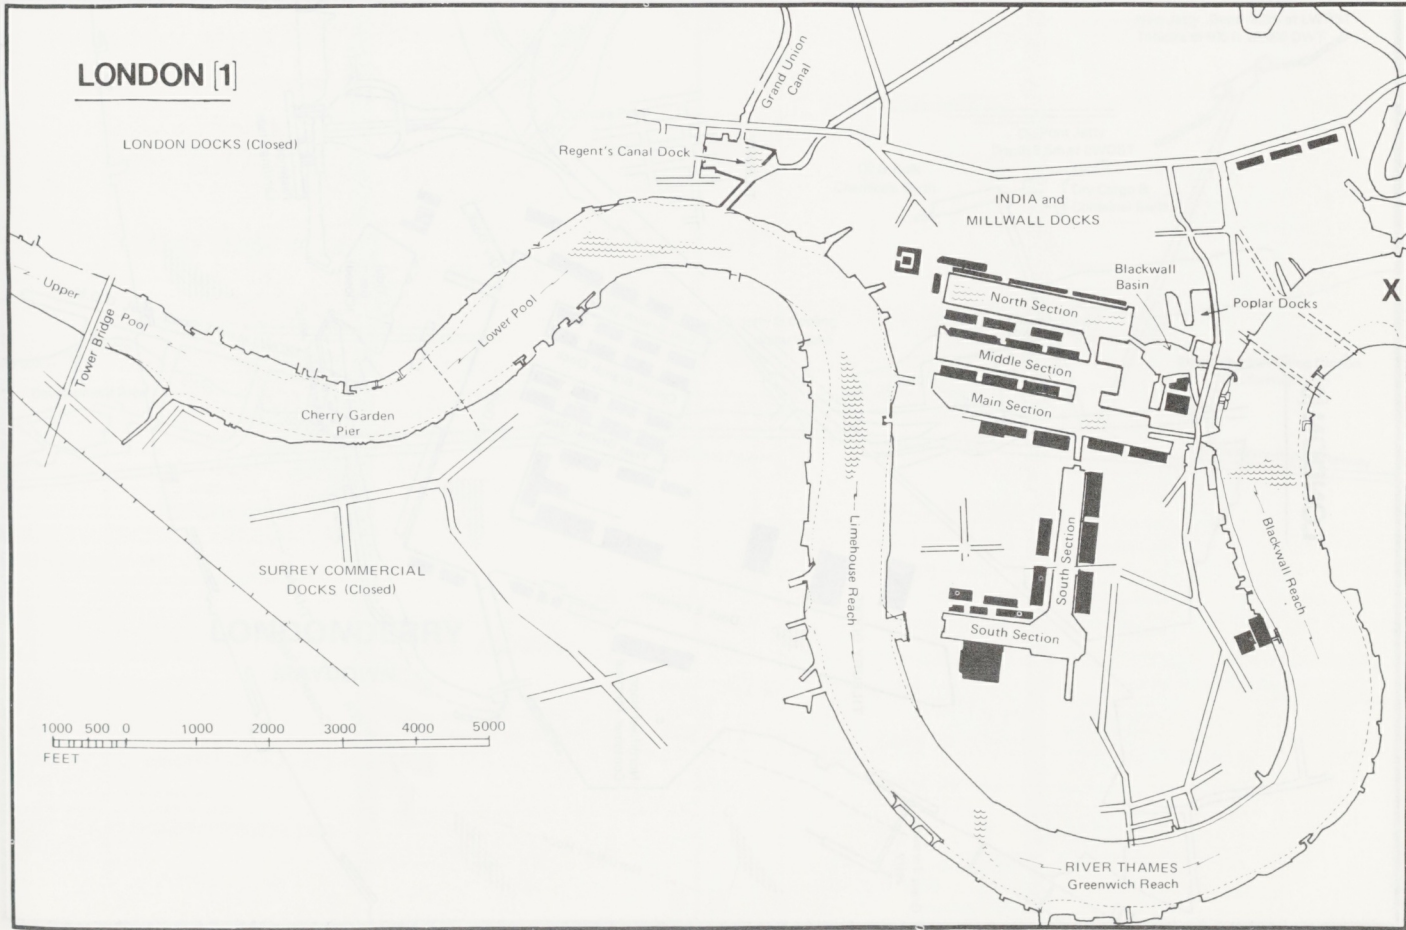 LONDON [1]
LONDON DOCKS (Closed)
Grand Union
Canal
Regent's Canal Dock
INDIA and
MILLWALL DOCKS
Blackwall
Basin
Poplar Docks
X
Upper
Pool
Tower Bridge
Lower Pool
Cherry Garden
Pier
North Section
Middle Section
Main Section
South Section
South Section
Limehouse Reach
Blackwall Reach
SURREY COMMERCIAL
DOCKS (Closed)
1000 500 0 1000 2000 3000 4000 5000
FEET
RIVER THAMES
Greenwich Reach